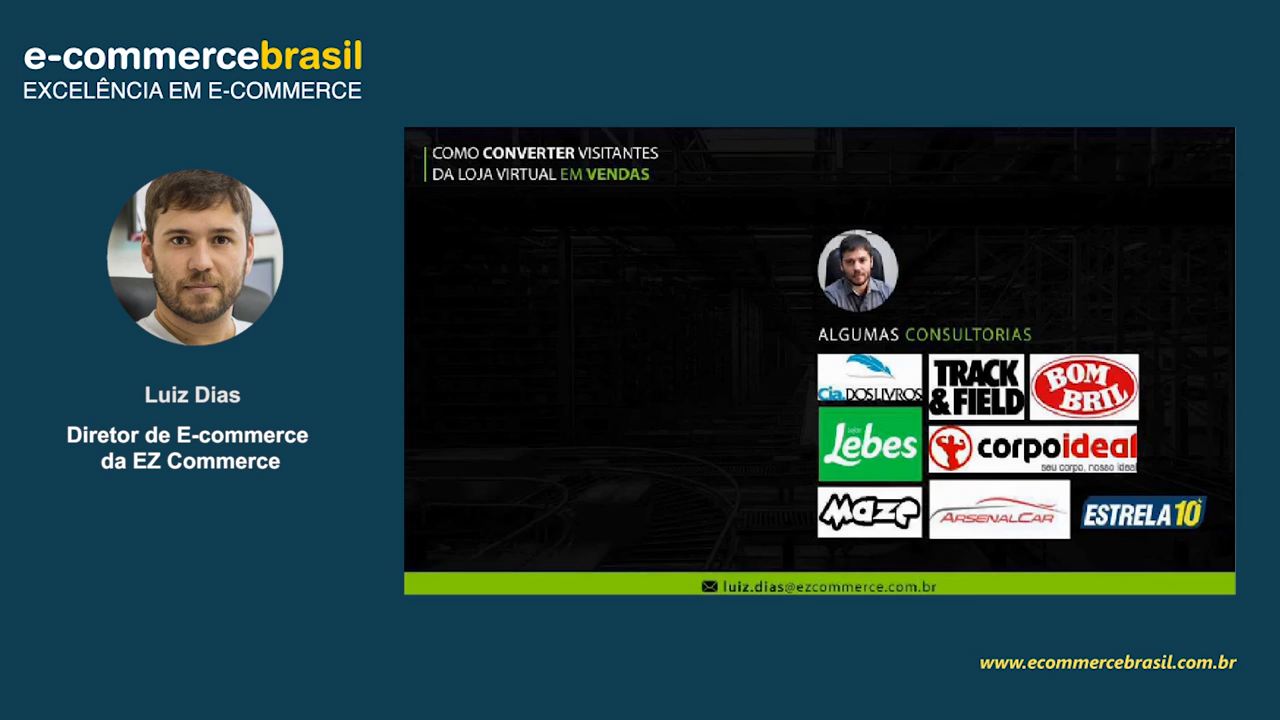 e-commercebrasil
EXCELÊNCIA EM E-COMMERCE
Luiz Dias
Diretor de E-commerce
da EZ Commerce
COMO CONVERTER VISITANTES
DA LOJA VIRTUAL EM VENDAS
ALGUMAS CONSULTORIAS
Cia. DOS LIVROS
TRACK
& FIELD
BOM
BRIL
Lojas
Lebes
corpoideal
seu corpo, nosso ideal
MAZE
ARSENALCAR
ESTRELA10
luiz.dias@ezcommerce.com.br
www.ecommercebrasil.com.br